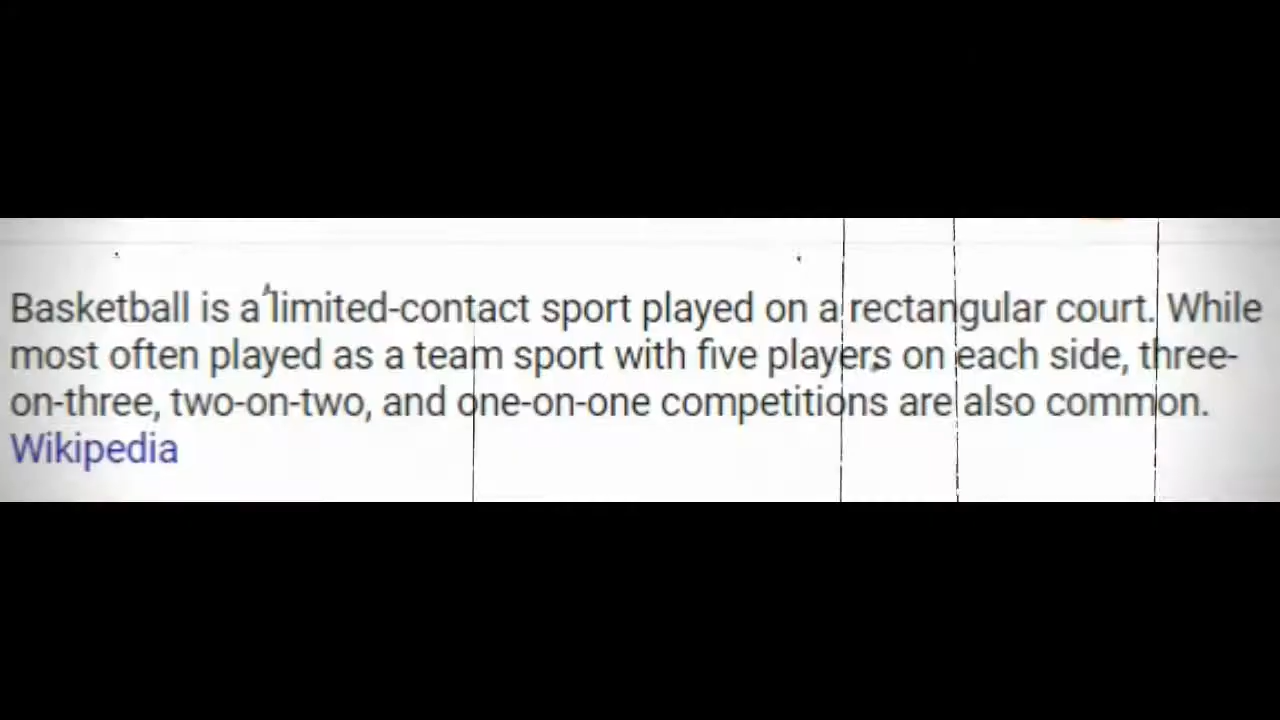 Basketball is a limited-contact sport played on a rectangular court. While
most often played as a team sport with five players on each side, three-
on-three, two-on-two, and one-on-one competitions are also common.
Wikipedia